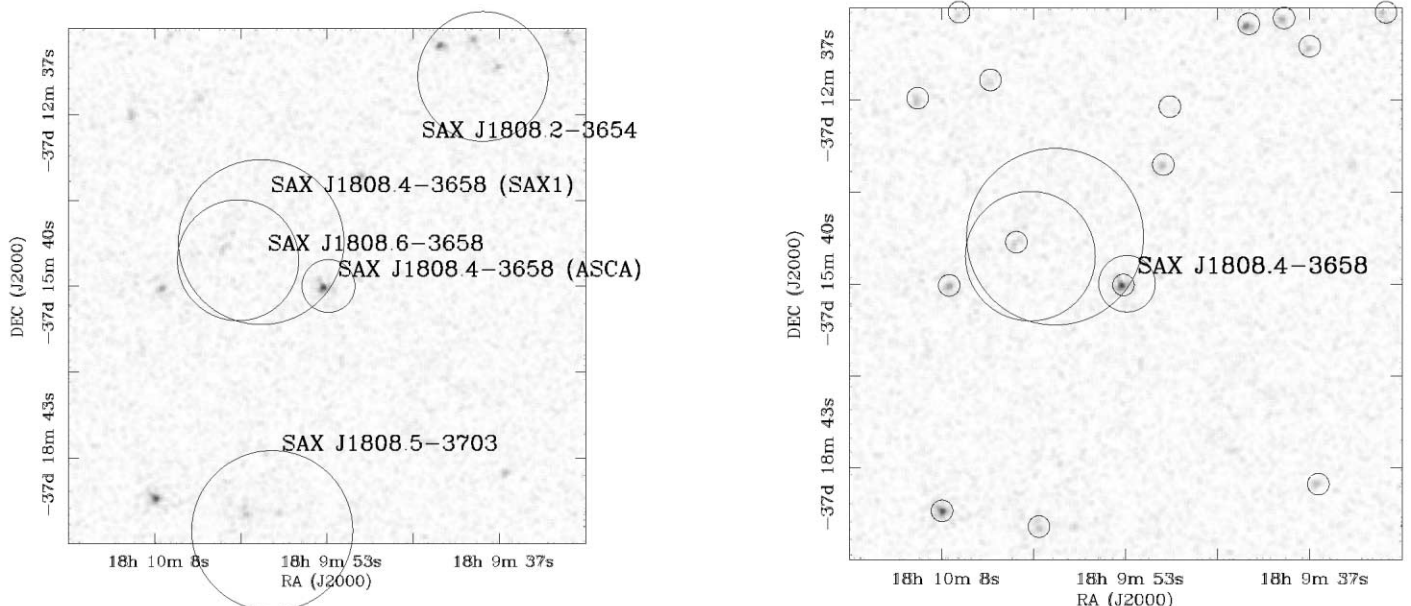 SAX J1808.2−3654
SAX J1808.4−3658 (SAX1)
SAX J1808.6−3658
SAX J1808.4−3658 (ASCA)
SAX J1808.5−3703
DEC (J2000)
−37d 12m 37s
−37d 15m 40s
−37d 18m 43s
18h 10m 8s
18h 9m 53s
18h 9m 37s
RA (J2000)
SAX J1808.4−3658
DEC (J2000)
−37d 12m 37s
−37d 15m 40s
−37d 18m 43s
18h 10m 8s
18h 9m 53s
18h 9m 37s
RA (J2000)